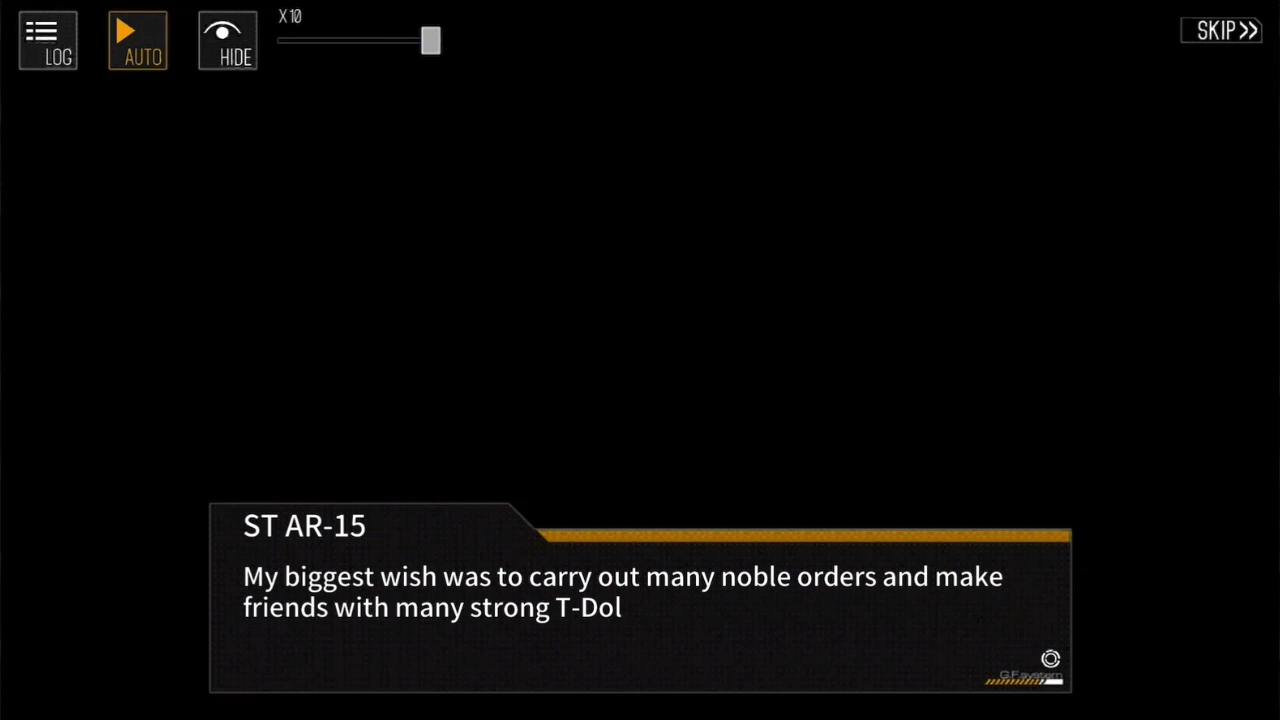 X10
LOG
AUTO
HIDE
SKIP
ST AR-15
My biggest wish was to carry out many noble orders and make
friends with many strong T-Dol
G.F.system